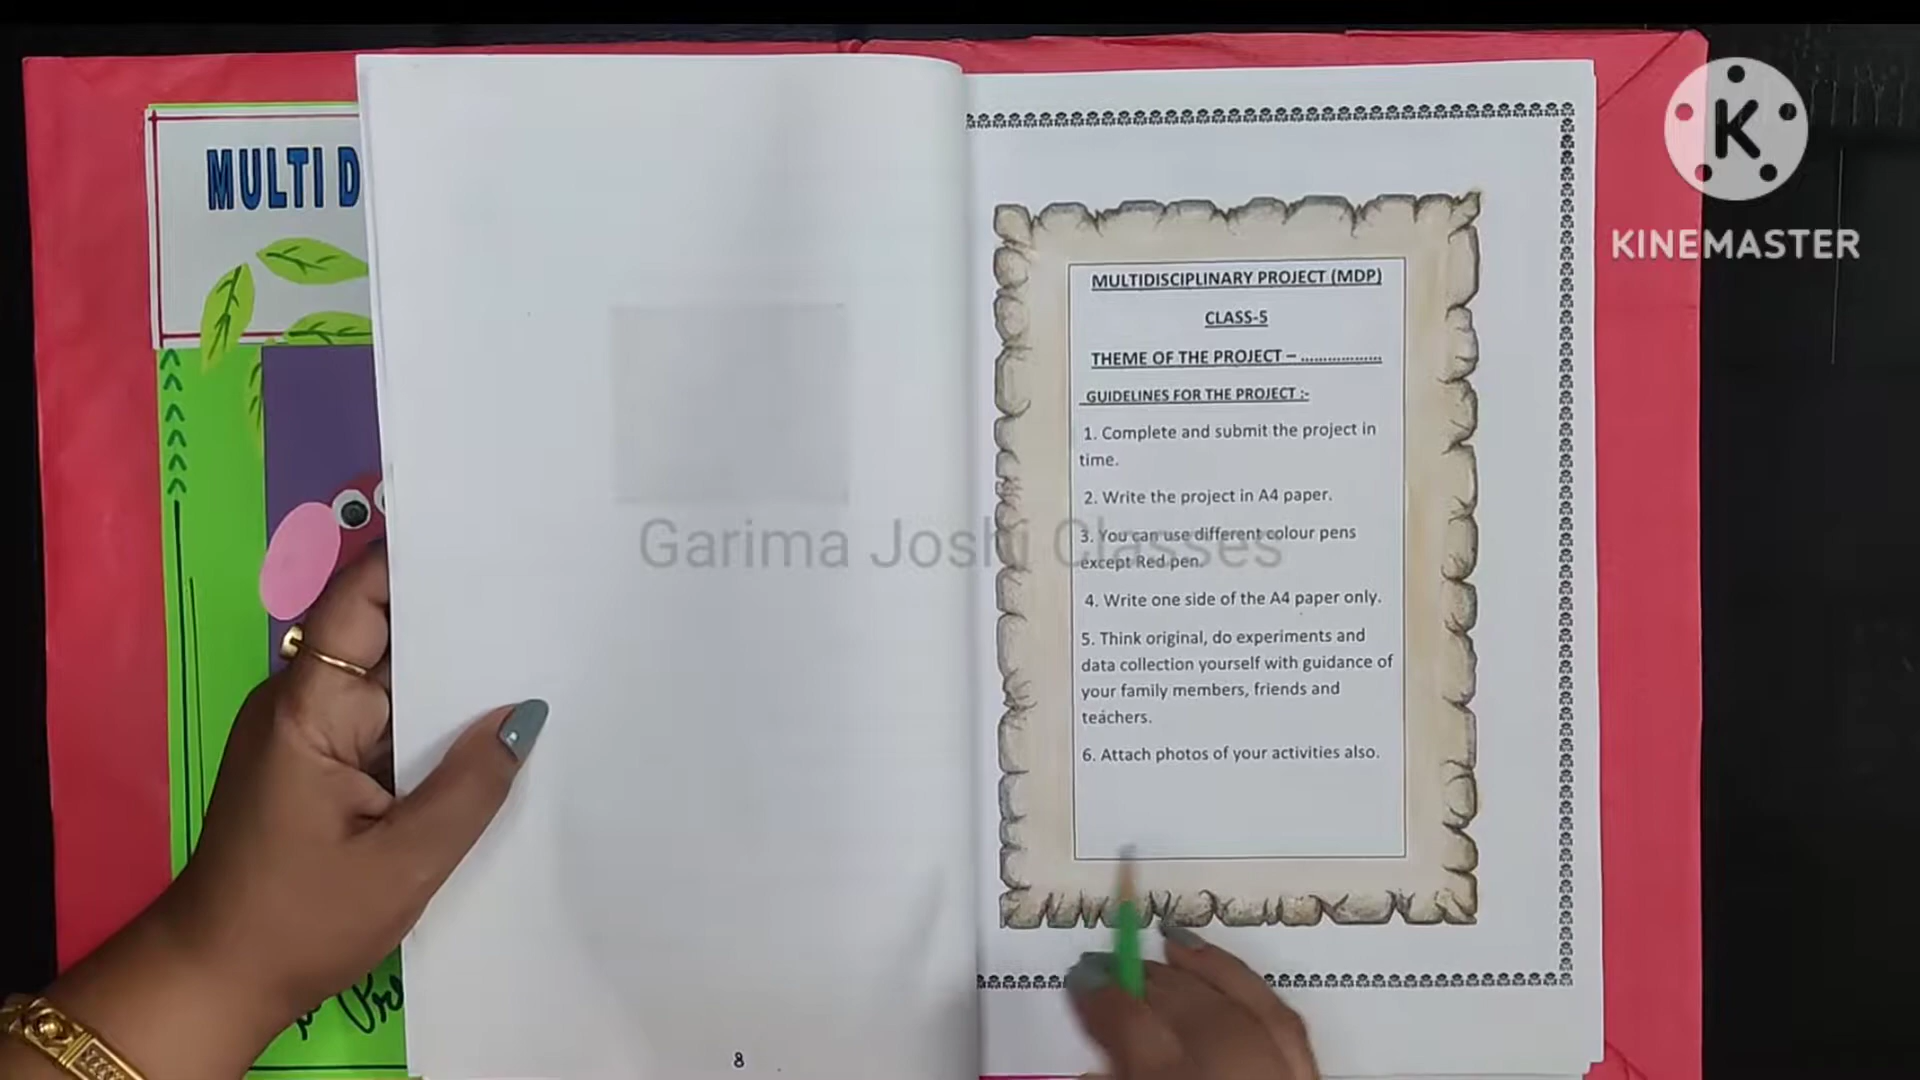 MULTI D
K
KINEMASTER
MULTIDISCIPLINARY PROJECT (MDP)
CLASS-5
THEME OF THE PROJECT – ..................
GUIDELINES FOR THE PROJECT :-
1. Complete and submit the project in
time.
2. Write the project in A4 paper.
3. You can use different colour pens
except Red pen.
Garima Joshi Classes
4. Write one side of the A4 paper only.
5. Think original, do experiments and
data collection yourself with guidance of
your family members, friends and
teachers.
6. Attach photos of your activities also.
8